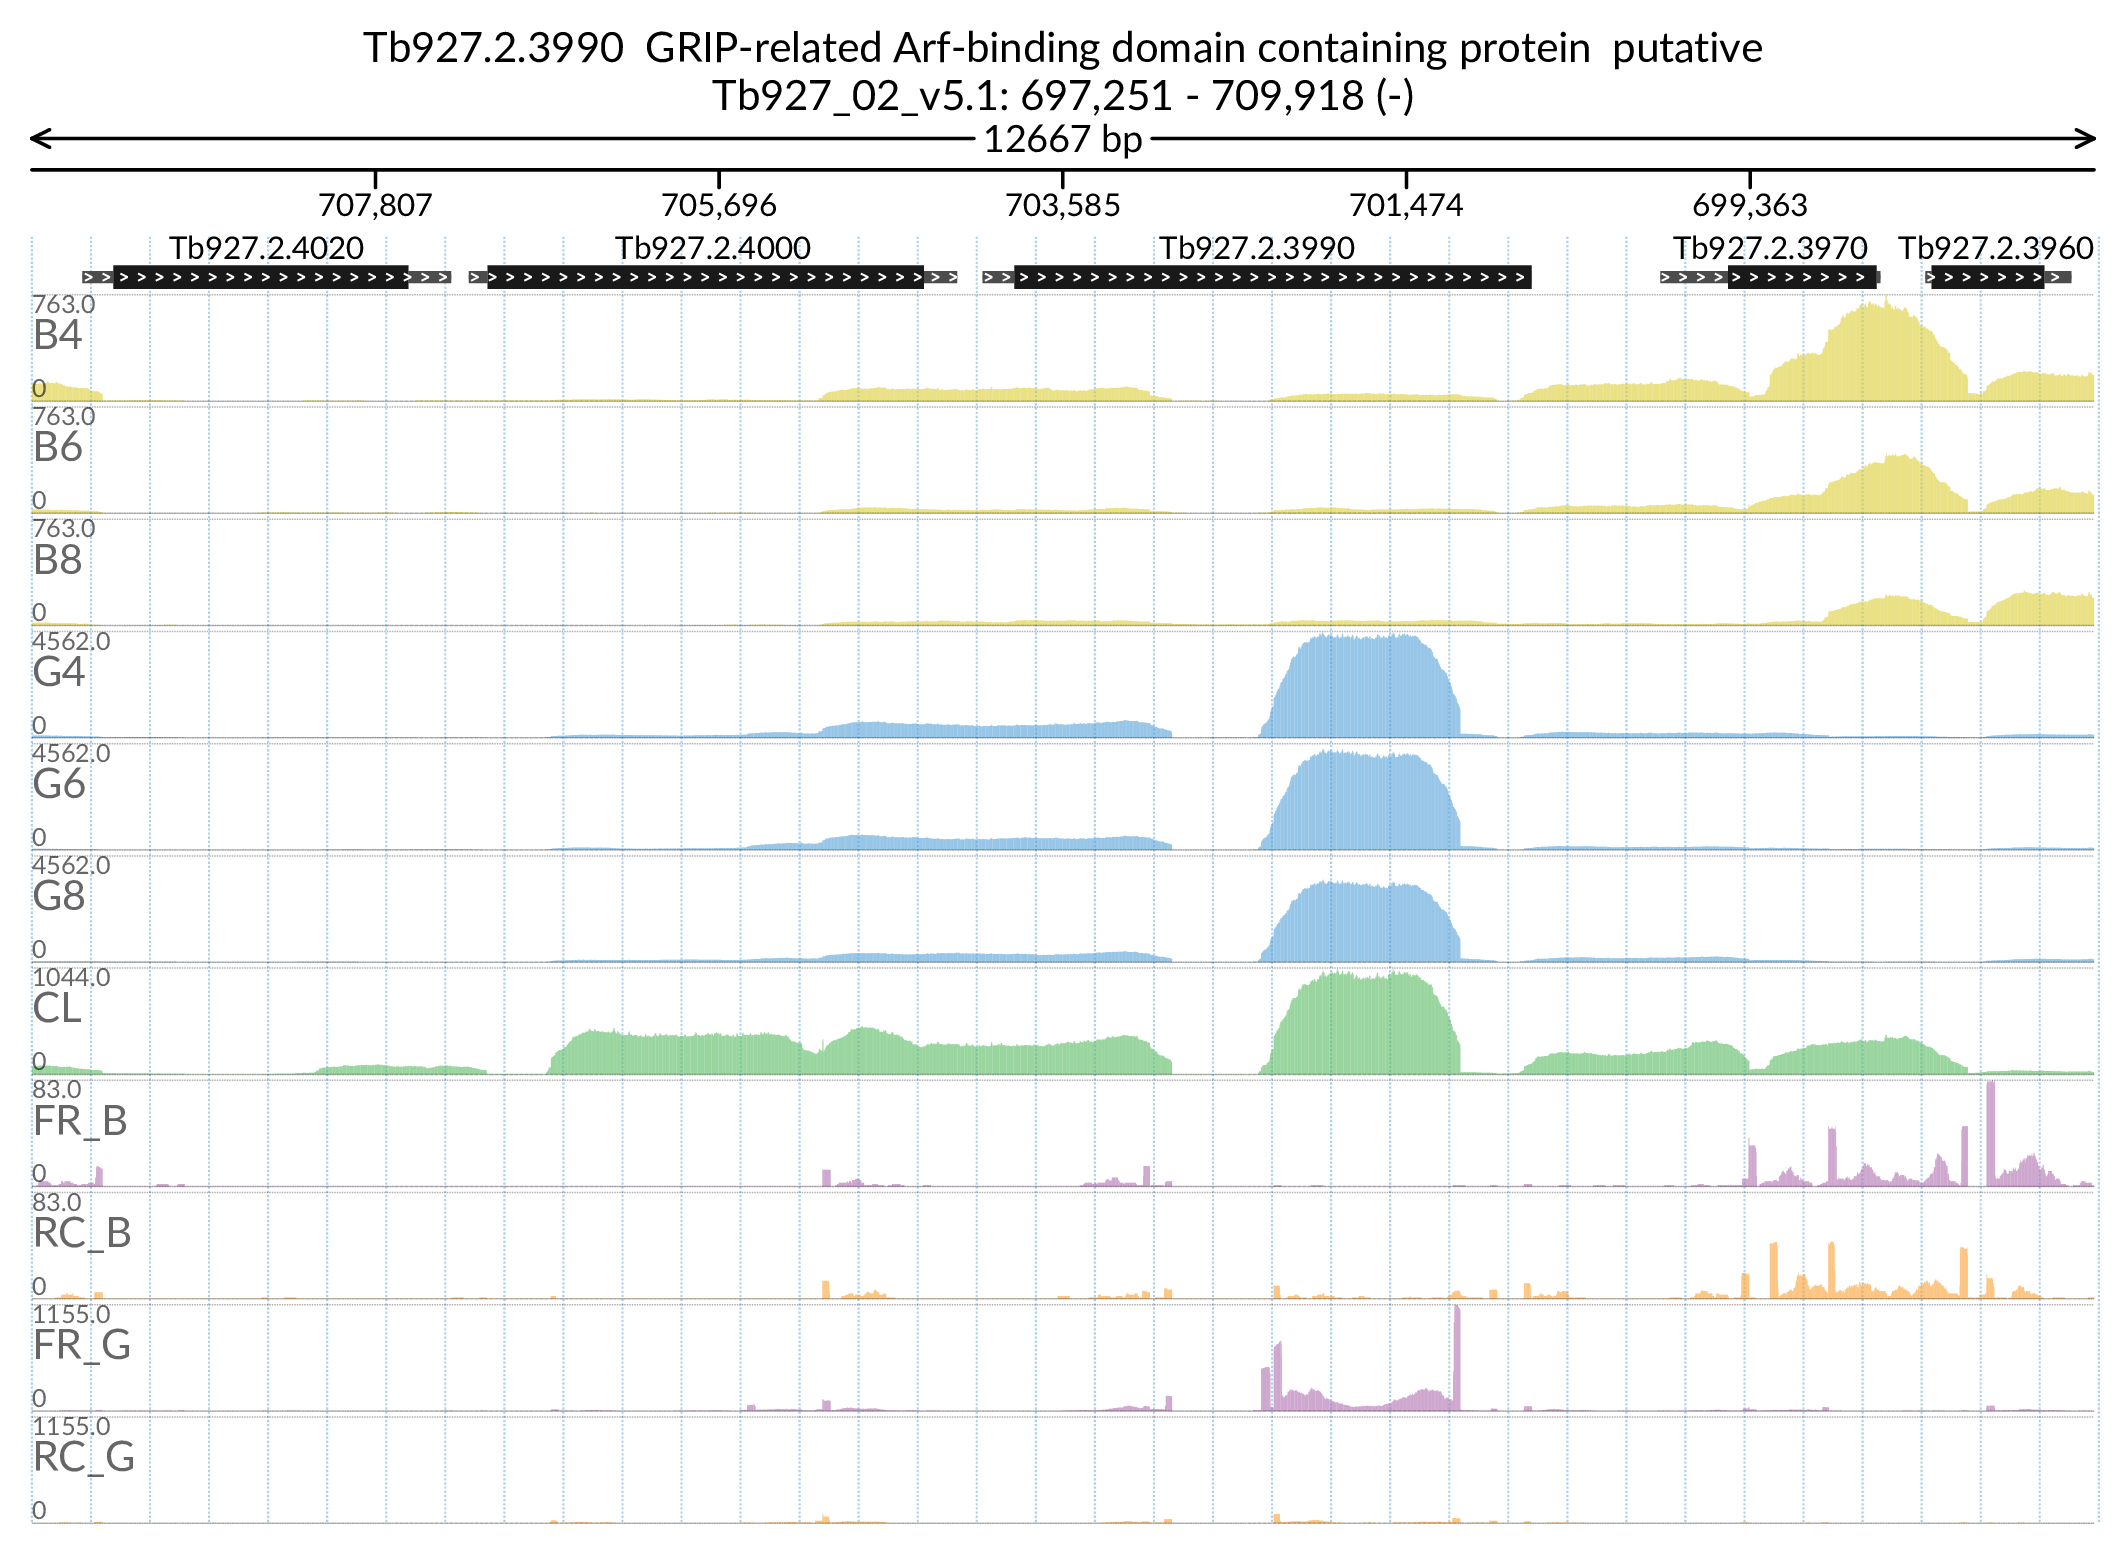 Tb927.2.3990  GRIP-related Arf-binding domain containing protein  putative
Tb927_02_v5.1: 697,251 - 709,918 (-)
12667 bp
707,807 705,696 703,585 701,474 699,363
Tb927.2.4020 Tb927.2.4000 Tb927.2.3990 Tb927.2.3970 Tb927.2.3960
763.0
B4
0
763.0
B6
0
763.0
B8
0
4562.0
G4
0
4562.0
G6
0
4562.0
G8
0
1044.0
CL
0
83.0
FR_B
0
83.0
RC_B
0
1155.0
FR_G
0
1155.0
RC_G
0